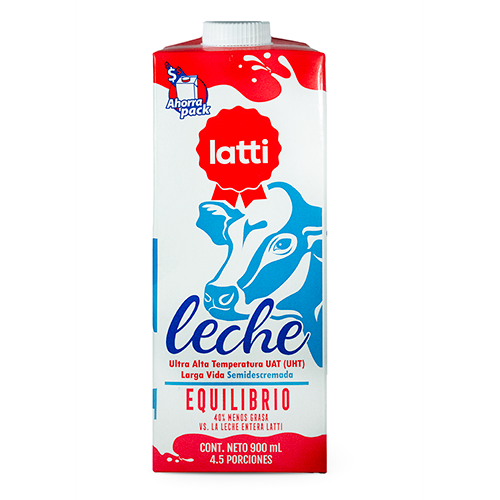 $
Ahorra
pack
latti
leche
Ultra Alta Temperatura UAT (UHT)
Larga Vida Semidescremada
EQUILIBRIO
40% MENOS GRASA
VS. LA LECHE ENTERA LATTI
CONT. NETO 900 mL
4.5 PORCIONES